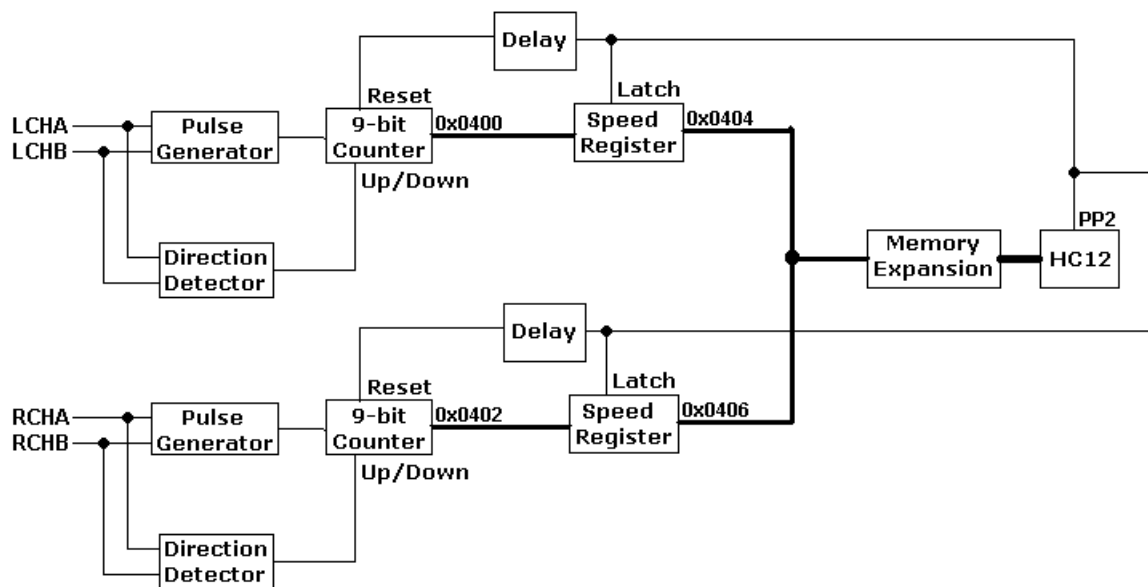 Delay
Reset
Latch
LCHA
LCHB
Pulse
Generator
9-bit
Counter
0x0400
Speed
Register
0x0404
Up/Down
PP2
Direction
Detector
Memory
Expansion
HC12
Delay
Reset
Latch
RCHA
RCHB
Pulse
Generator
9-bit
Counter
0x0402
Speed
Register
0x0406
Up/Down
Direction
Detector